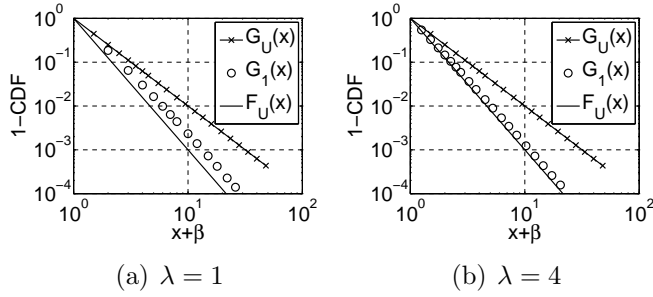 10^0
10^-1
10^-2
10^-3
10^-4
1−CDF
10^0
10^1
10^2
x+β
G_U(x)
G_1(x)
F_U(x)
(a) λ = 1
10^0
10^-1
10^-2
10^-3
10^-4
1−CDF
10^0
10^1
10^2
x+β
G_U(x)
G_1(x)
F_U(x)
(b) λ = 4